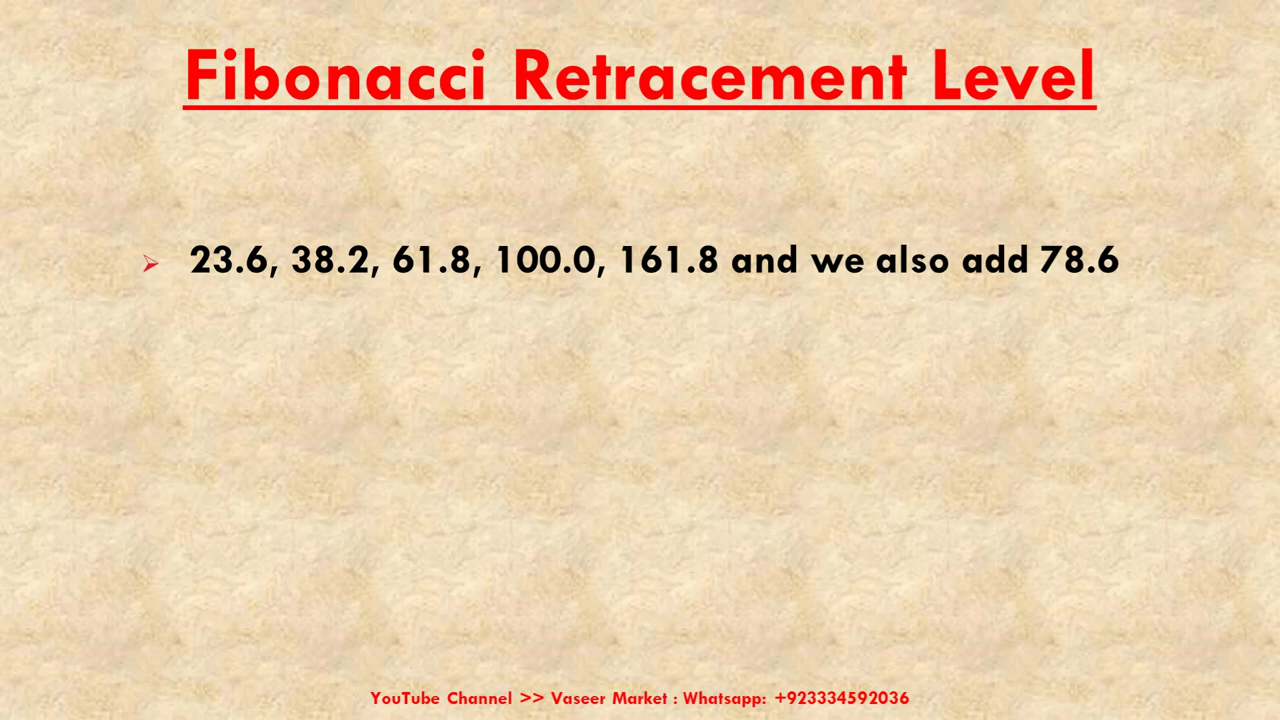 Fibonacci Retracement Level
➢ 23.6, 38.2, 61.8, 100.0, 161.8 and we also add 78.6
YouTube Channel >> Vaseer Market : Whatsapp: +923334592036